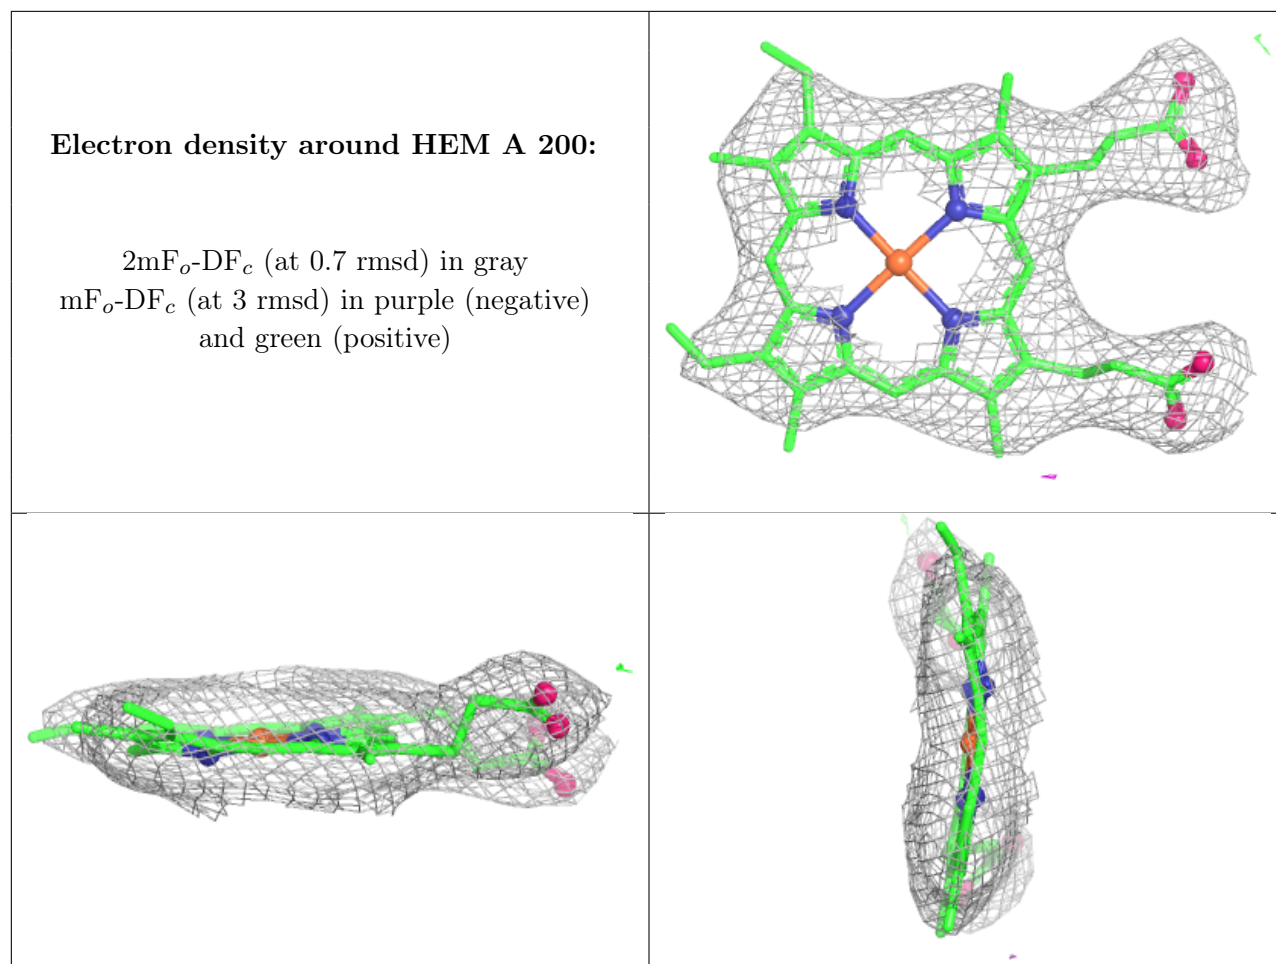 Electron density around HEM A 200:
2mFₒ-DF𝑐 (at 0.7 rmsd) in gray
mFₒ-DF𝑐 (at 3 rmsd) in purple (negative)
and green (positive)